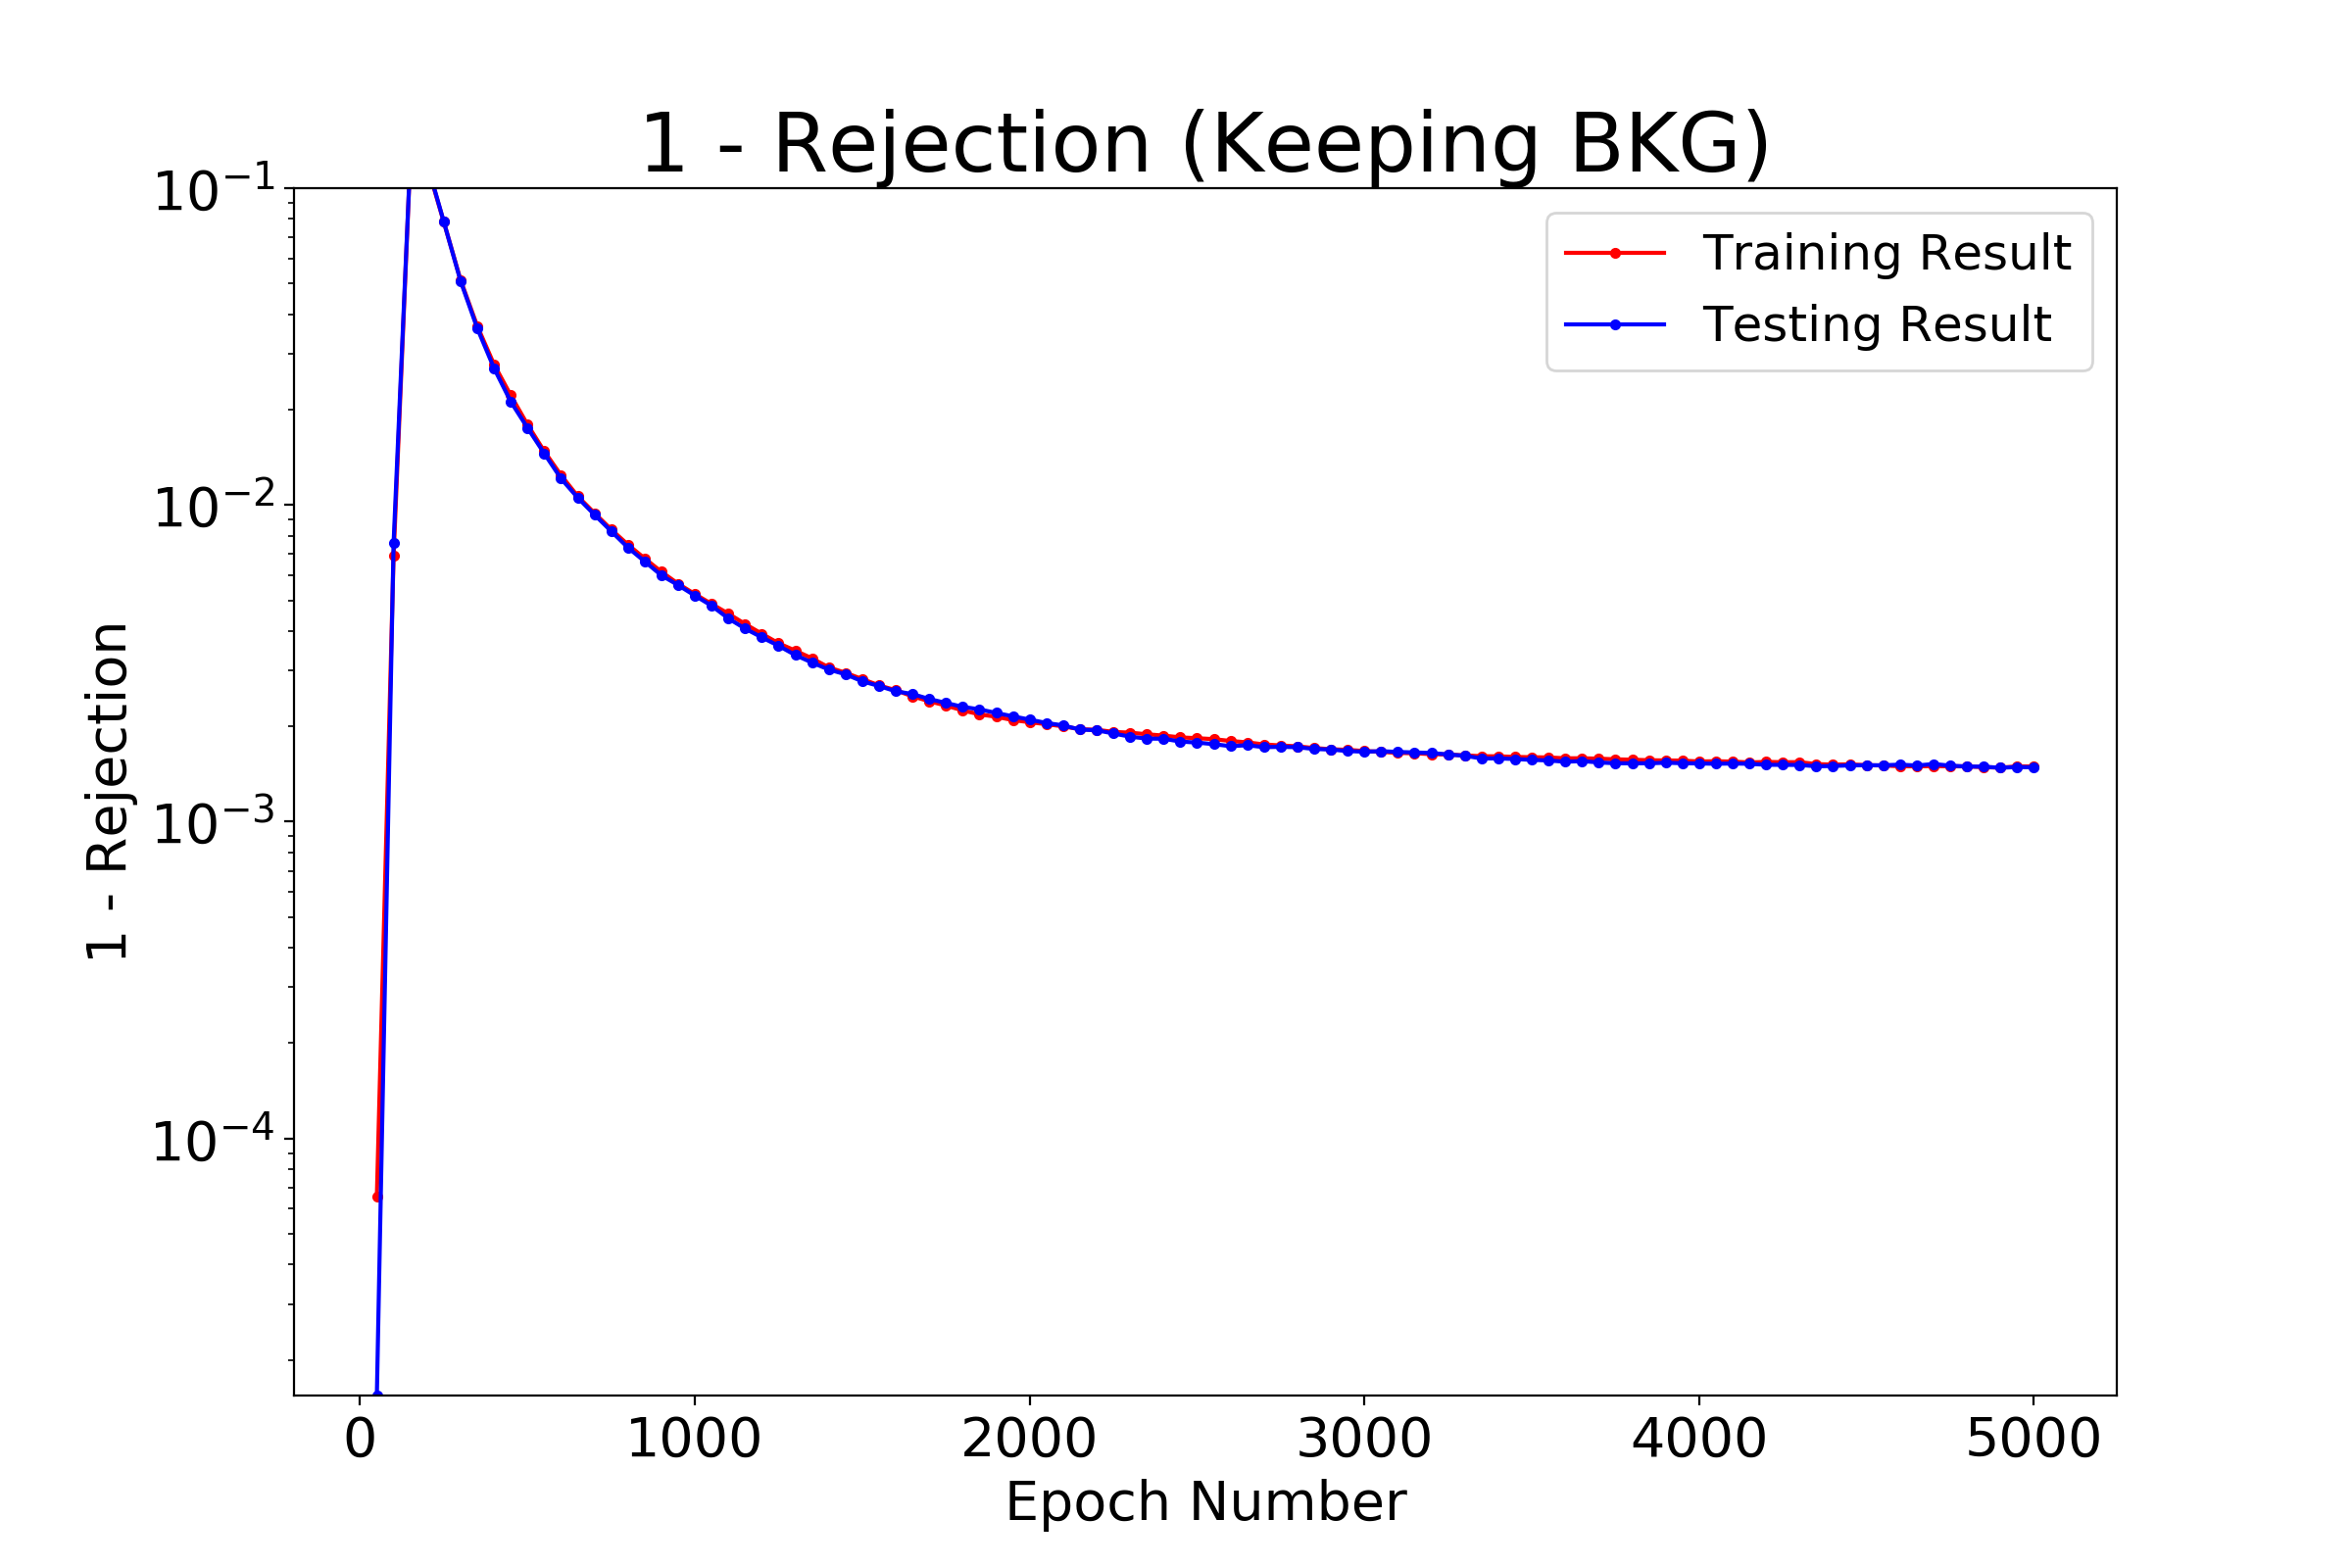 1 - Rejection (Keeping BKG)
Training Result
Testing Result
10⁻¹
10⁻²
10⁻³
10⁻⁴
1 - Rejection
0 1000 2000 3000 4000 5000
Epoch Number